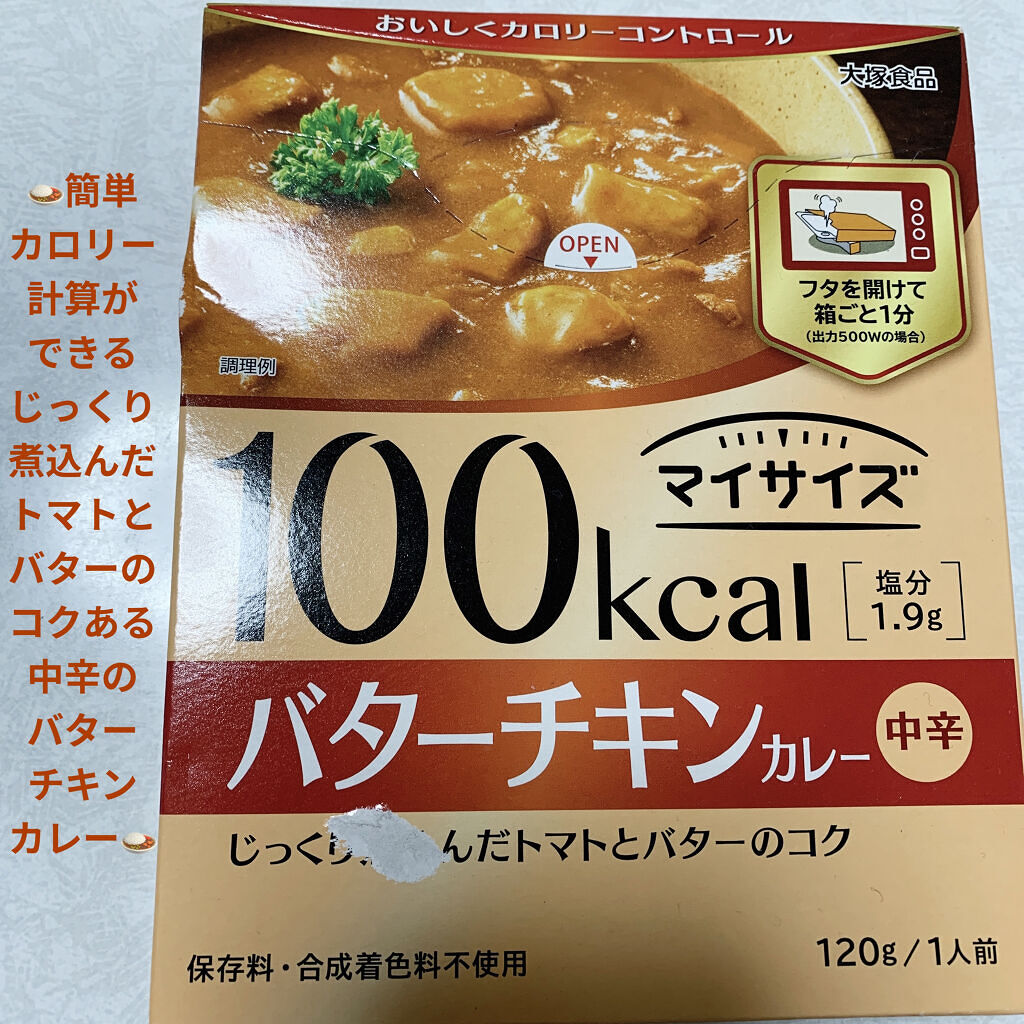 おいしくカロリーコントロール
大塚食品
OPEN
フタを開けて
箱ごと1分
(出力500Wの場合)
調理例
100kcal
マイサイズ
塩分
1.9g
バターチキンカレー
中辛
じっくり んだトマトとバターのコク
保存料・合成着色料不使用
120g/1人前
簡単
カロリー
計算が
できる
じっくり
煮込んだ
トマトと
バターの
コクある
中辛の
バター
チキン
カレー